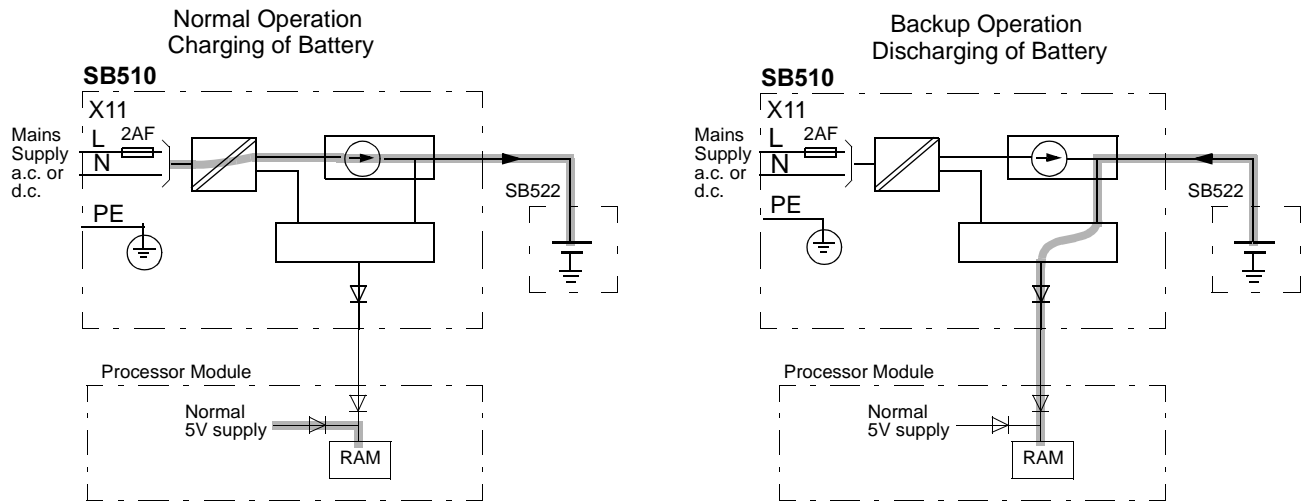 Normal Operation
Charging of Battery
SB510
X11
L
2AF
Mains
Supply
a.c. or
d.c.
N
PE
SB522
Processor Module
Normal
5V supply
RAM
Backup Operation
Discharging of Battery
SB510
X11
L
2AF
Mains
Supply
a.c. or
d.c.
N
PE
SB522
Processor Module
Normal
5V supply
RAM